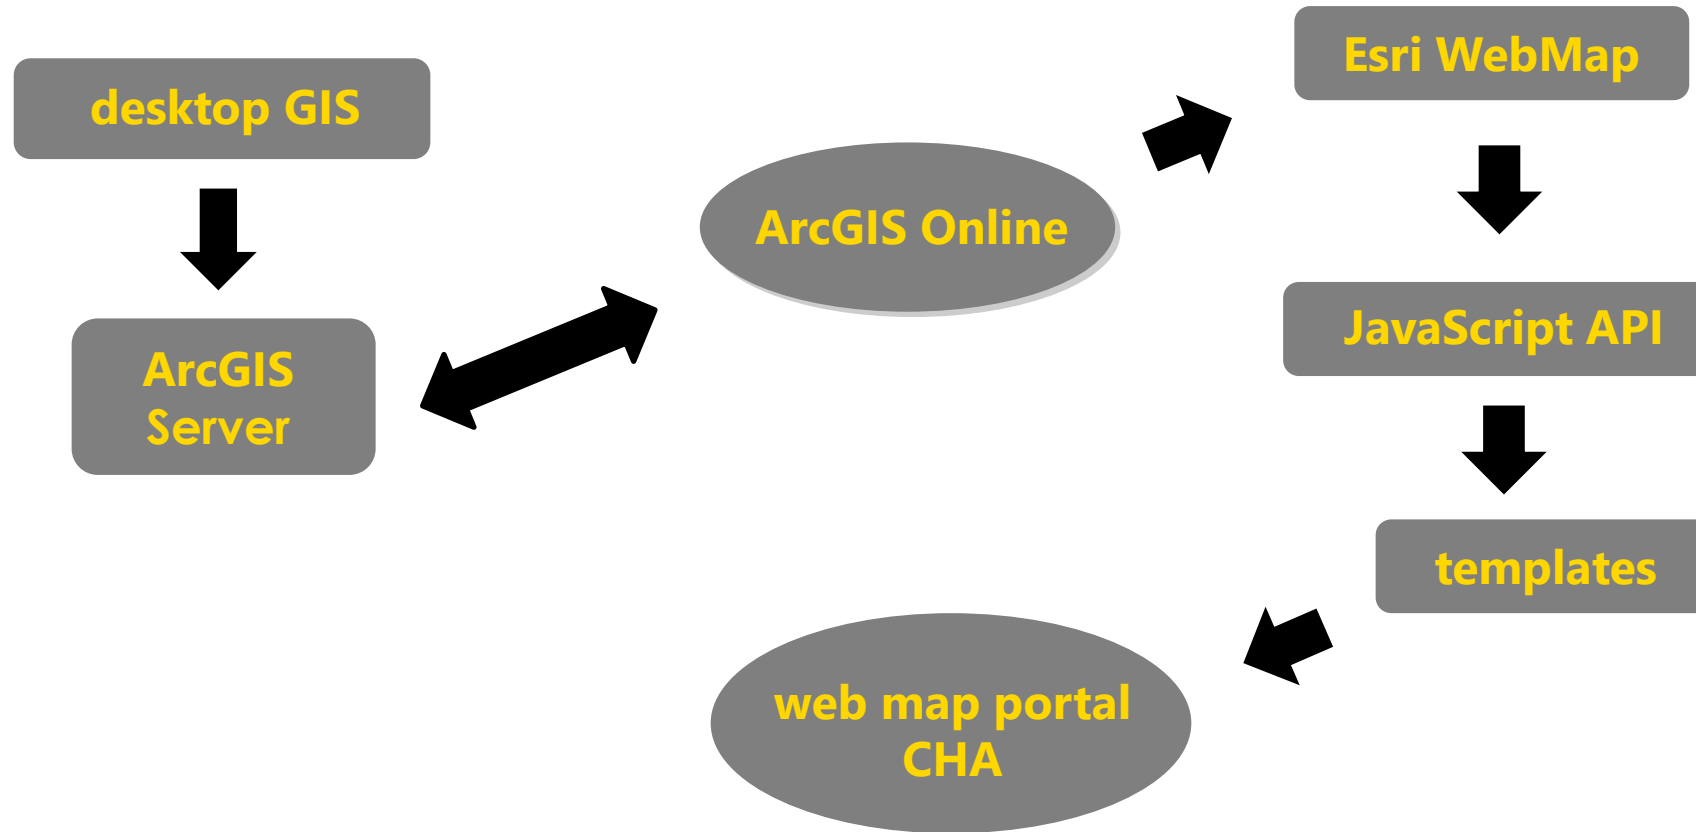 desktop GIS
ArcGIS
Server
ArcGIS Online
Esri WebMap
JavaScript API
templates
web map portal
CHA